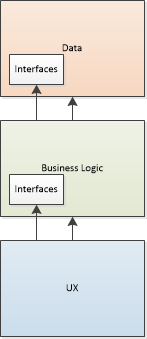 Data
Interfaces
Business Logic
Interfaces
UX